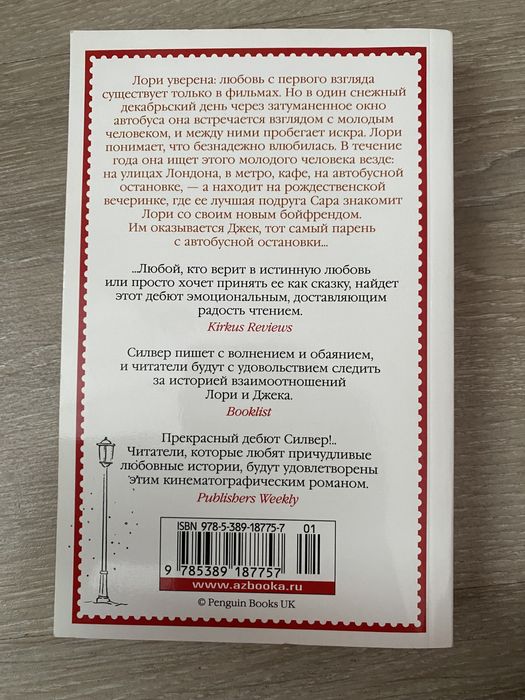 Лори уверена: любовь с первого взгляда
существует только в фильмах. Но в один снежный
декабрьский день через затуманенное окно
автобуса она встречается взглядом с молодым
человеком, и между ними пробегает искра. Лори
понимает, что безнадежно влюбилась. В течение
года она ищет этого молодого человека везде:
на улицах Лондона, в метро, кафе, на автобусной
остановке, — а находит на рождественской
вечеринке, где ее лучшая подруга Сара знакомит
Лори со своим новым бойфрендом.
Им оказывается Джек, тот самый парень
с автобусной остановки...
...Любой, кто верит в истинную любовь
или просто хочет принять ее как сказку, найдет
этот дебют эмоциональным, доставляющим
радость чтением.
Kirkus Reviews
Силвер пишет с волнением и обаянием,
и читатели будут с удовольствием следить
за историей взаимоотношений
Лори и Джека.
Booklist
Прекрасный дебют Силвер!..
Читатели, которые любят причудливые
любовные истории, будут удовлетворены
этим кинематографическим романом.
Publishers Weekly
ISBN 978-5-389-18775-7 01
9 785389 187757
www.azbooka.ru
© Penguin Books UK